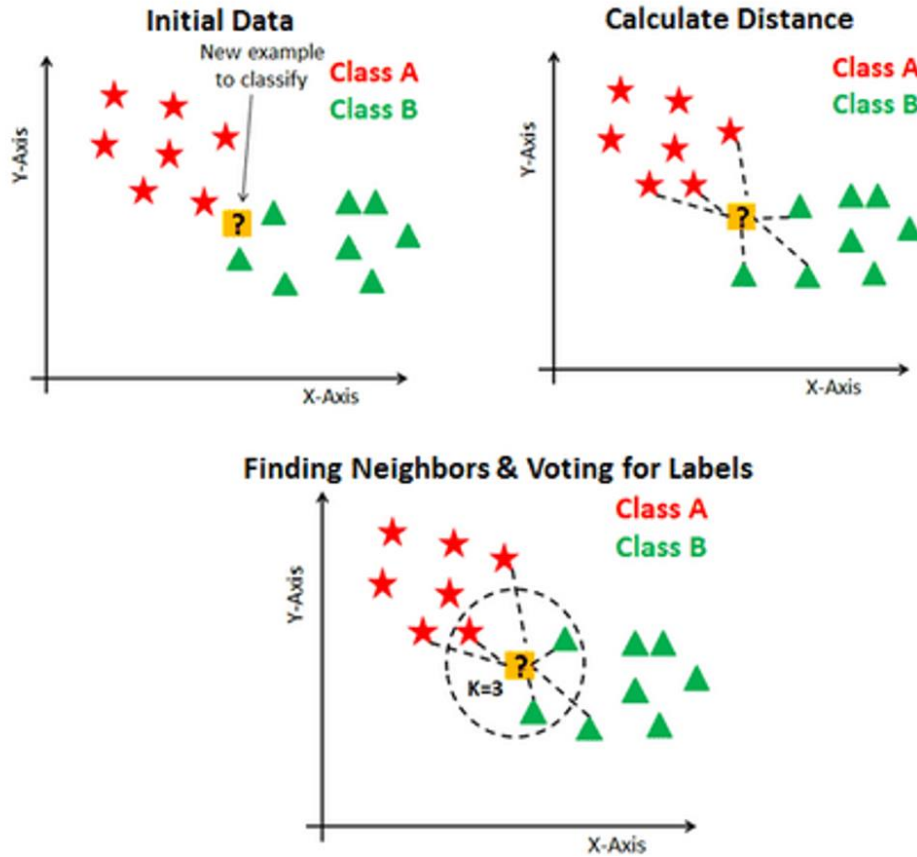 Initial Data
New example
to classify
Class A
Class B
Y-Axis
?
X-Axis
Calculate Distance
Class A
Class B
Y-Axis
?
X-Axis
Finding Neighbors & Voting for Labels
Class A
Class B
Y-Axis
?
K=3
X-Axis